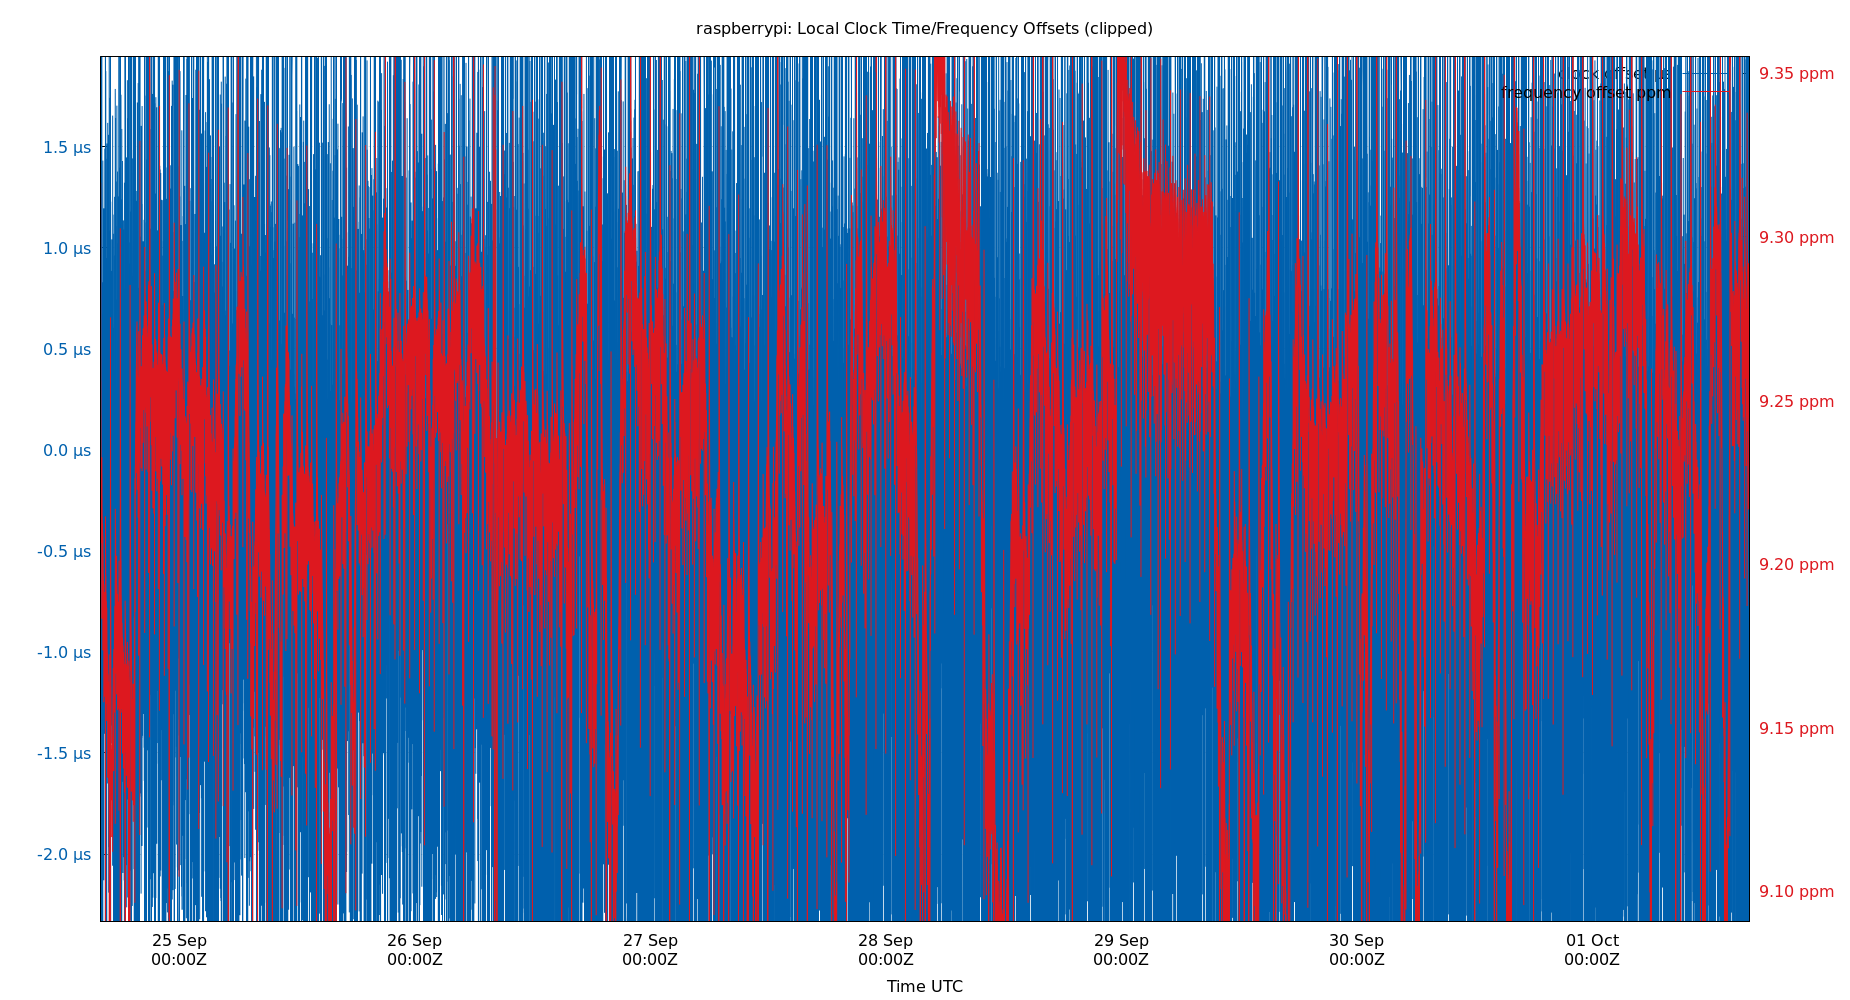 raspberrypi: Local Clock Time/Frequency Offsets (clipped)
clock offset µs
frequency offset ppm
1.5 µs
1.0 µs
0.5 µs
0.0 µs
-0.5 µs
-1.0 µs
-1.5 µs
-2.0 µs
9.35 ppm
9.30 ppm
9.25 ppm
9.20 ppm
9.15 ppm
9.10 ppm
25 Sep
00:00Z
26 Sep
00:00Z
27 Sep
00:00Z
28 Sep
00:00Z
29 Sep
00:00Z
30 Sep
00:00Z
01 Oct
00:00Z
Time UTC